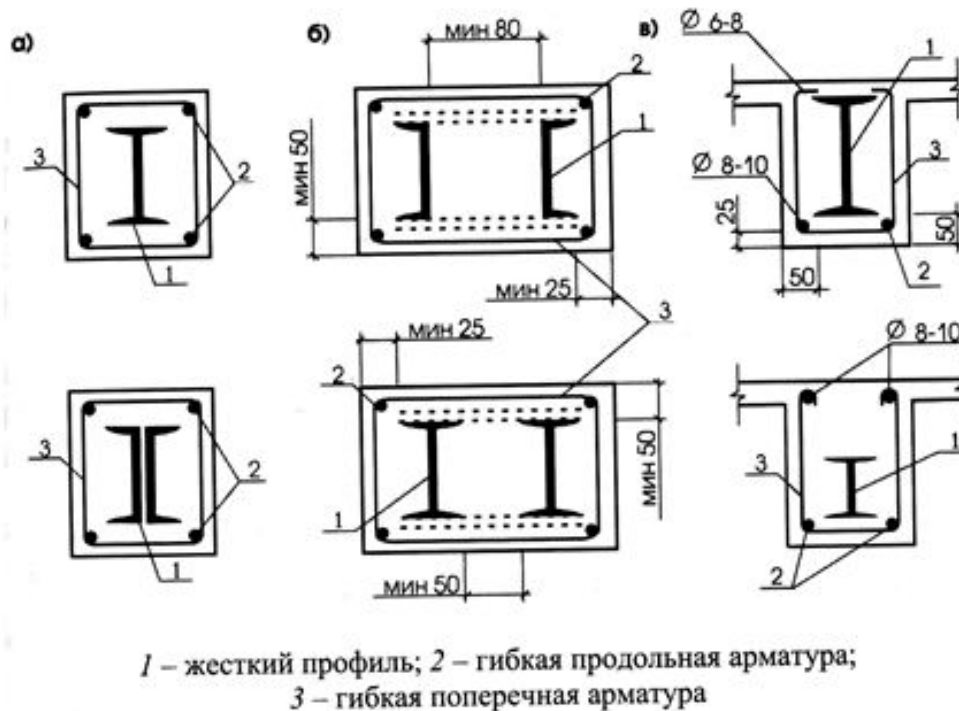 а)
б)
в)
мин 80
Ø 6-8
2
1
1
3
2
1
мин 50
Ø 8-10
3
25
50
1
мин 25
50
2
3
мин 25
Ø 8-10
2
3
2
1
мин 50
1
3
1
мин 50
2
1 – жесткий профиль; 2 – гибкая продольная арматура;
3 – гибкая поперечная арматура